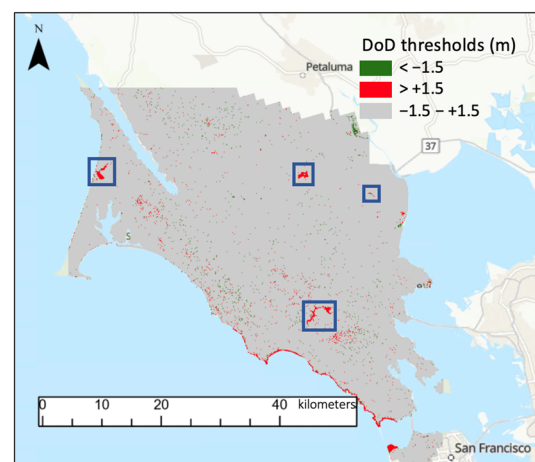 N
DoD thresholds (m)
Petaluma
< −1.5
> +1.5
−1.5 – +1.5
37
0 10 20 40 kilometers
San Francisco